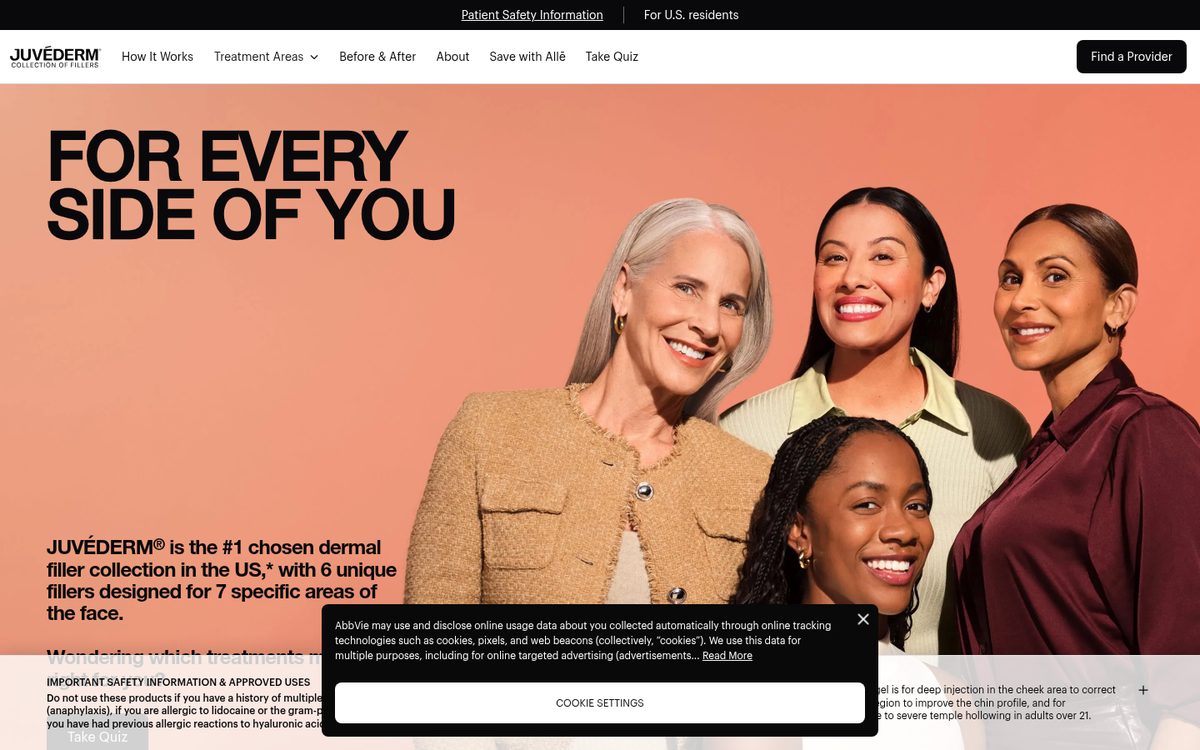 Patient Safety Information
For U.S. residents
JUVÉDERM®
COLLECTION OF FILLERS
How It Works
Treatment Areas
Before & After
About
Save with Allē
Take Quiz
Find a Provider
FOR EVERY
SIDE OF YOU
JUVÉDERM® is the #1 chosen dermal
filler collection in the US,* with 6 unique
fillers designed for 7 specific areas of
the face.
Wondering which treatments
right for you?
IMPORTANT SAFETY INFORMATION & APPROVED USES
Do not use these products if you have a history of multiple
(anaphylaxis), if you are allergic to lidocaine or the
you have had previous allergic reactions to hyaluronic
Take Quiz
AbbVie may use and disclose online usage data about you collected automatically through online tracking
technologies such as cookies, pixels, and web beacons (collectively, “cookies”). We use this data for
multiple purposes, including for online targeted advertising (advertisements... Read More
COOKIE SETTINGS
gel is for deep injection in the cheek area to correct
region to improve the chin profile, and for
to severe temple hollowing in adults over 21.